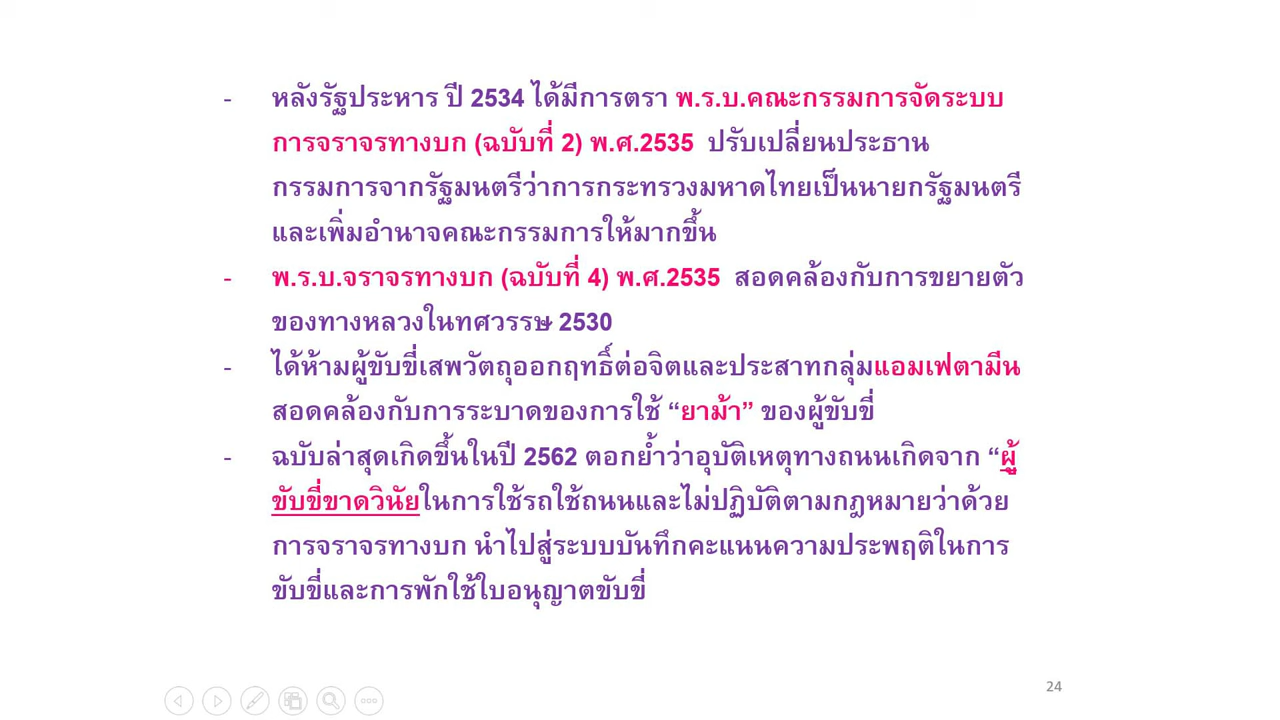 - หลังรัฐประหาร ปี 2534 ได้มีการตรา พ.ร.บ.คณะกรรมการจัดระบบ
การจราจรทางบก (ฉบับที่ 2) พ.ศ.2535 ปรับเปลี่ยนประธาน
กรรมการจากรัฐมนตรีว่าการกระทรวงมหาดไทยเป็นนายกรัฐมนตรี
และเพิ่มอำนาจคณะกรรมการให้มากขึ้น
- พ.ร.บ.จราจรทางบก (ฉบับที่ 4) พ.ศ.2535 สอดคล้องกับการขยายตัว
ของทางหลวงในทศวรรษ 2530
- ได้ห้ามผู้ขับขี่เสพวัตถุออกฤทธิ์ต่อจิตและประสาทกลุ่มแอมเฟตามีน
สอดคล้องกับการระบาดของการใช้ “ยาม้า” ของผู้ขับขี่
- ฉบับล่าสุดเกิดขึ้นในปี 2562 ตอกย้ำว่าอุบัติเหตุทางถนนเกิดจาก “ผู้
ขับขี่ขาดวินัยในการใช้รถใช้ถนนและไม่ปฏิบัติตามกฎหมายว่าด้วย
การจราจรทางบก นำไปสู่ระบบบันทึกคะแนนความประพฤติในการ
ขับขี่และการพักใช้ใบอนุญาตขับขี่
24